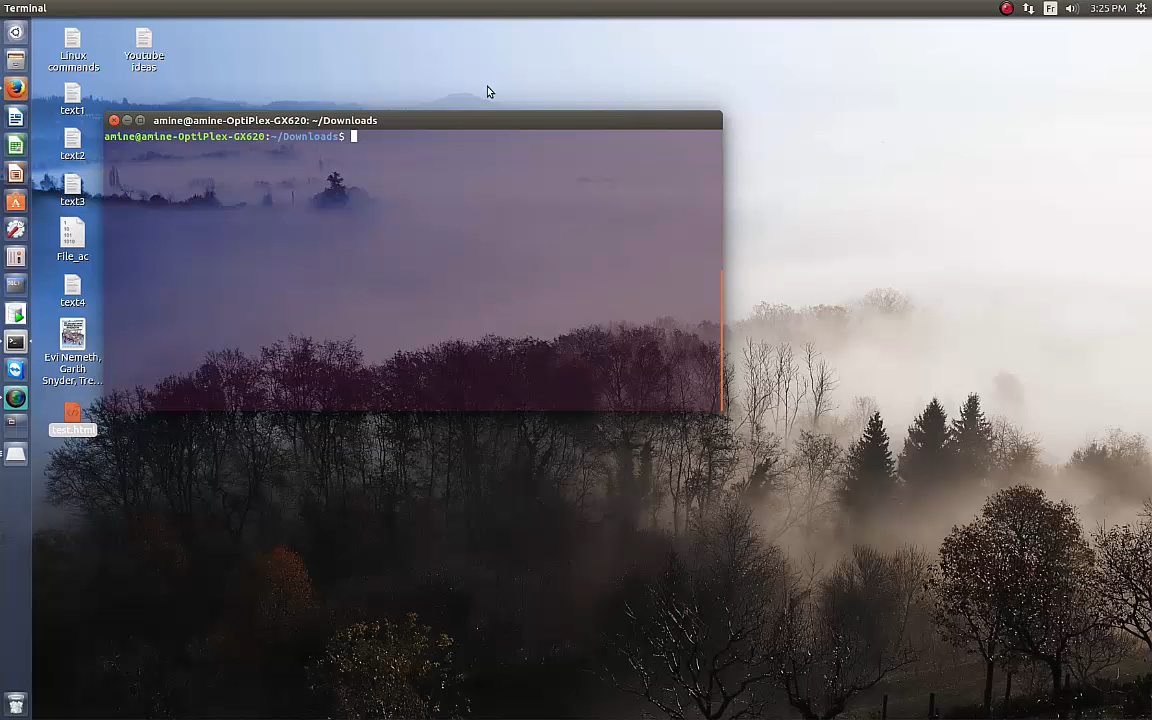 Terminal
Fr
3:25 PM
Linux
commands
Youtube
ideas
text1
text2
text3
File_ac
text4
Evi Nemeth,
Garth
Snyder, Tre...
test.html
amine@amine-OptiPlex-GX620: ~/Downloads
amine@amine-OptiPlex-GX620:~/Downloads$